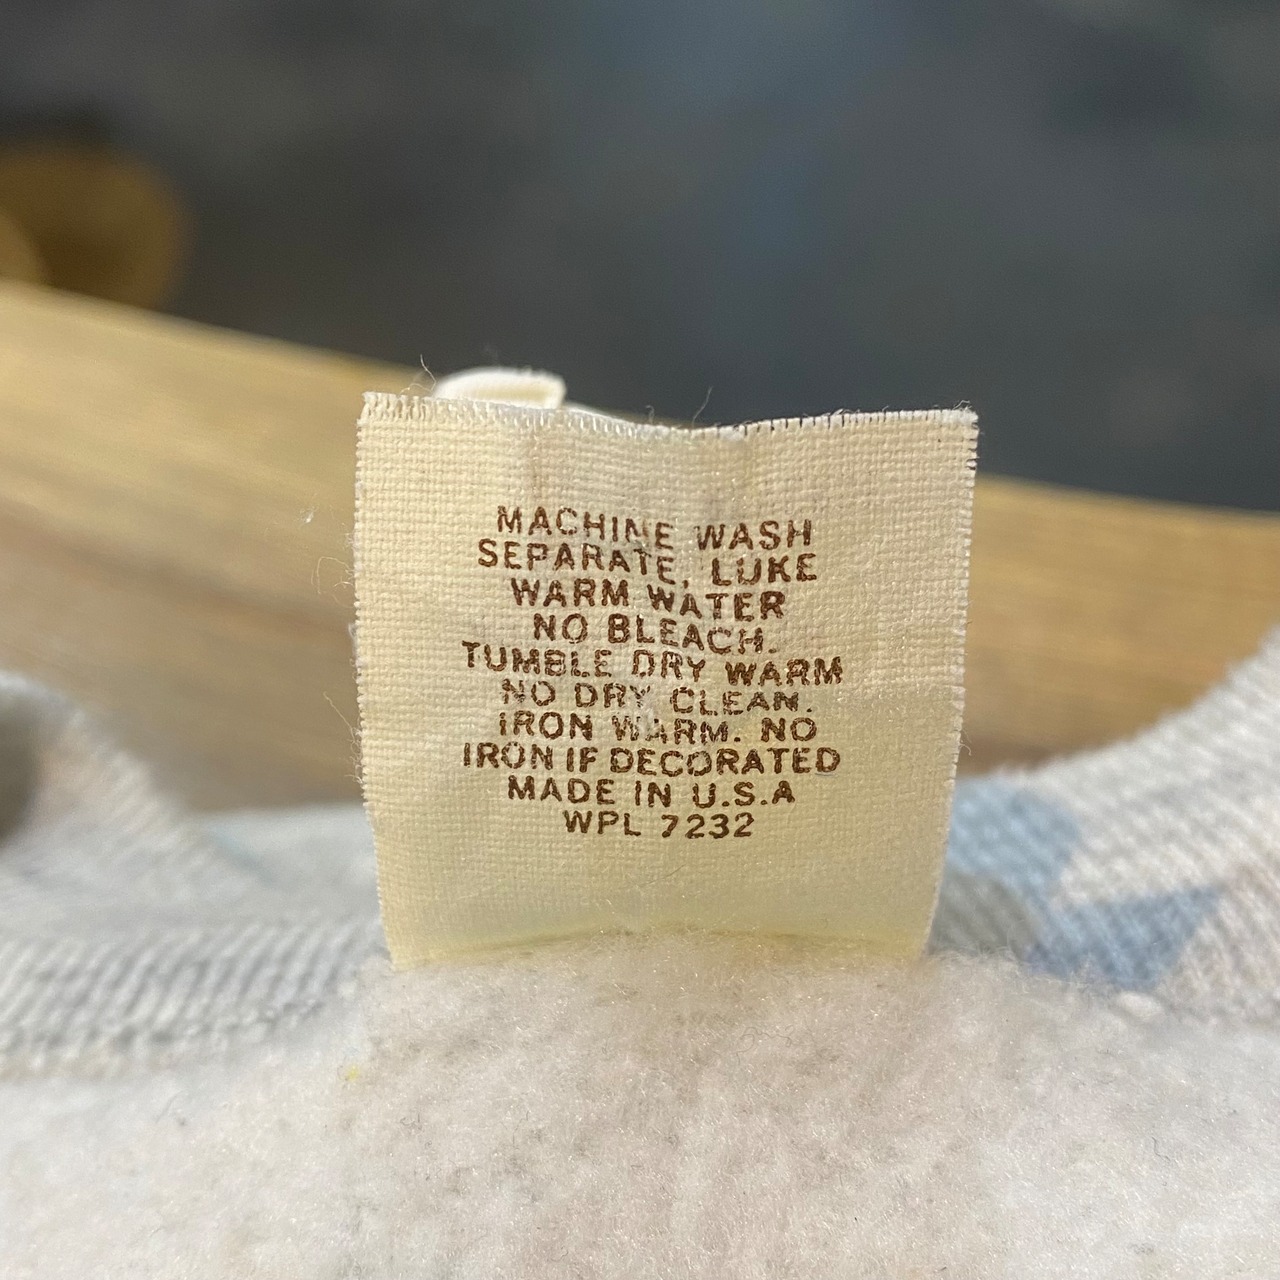 MACHINE WASH
SEPARATE, LUKE
WARM WATER
NO BLEACH.
TUMBLE DRY WARM
NO DRY CLEAN.
IRON WARM. NO
IRON IF DECORATED
MADE IN U.S.A
WPL 7232